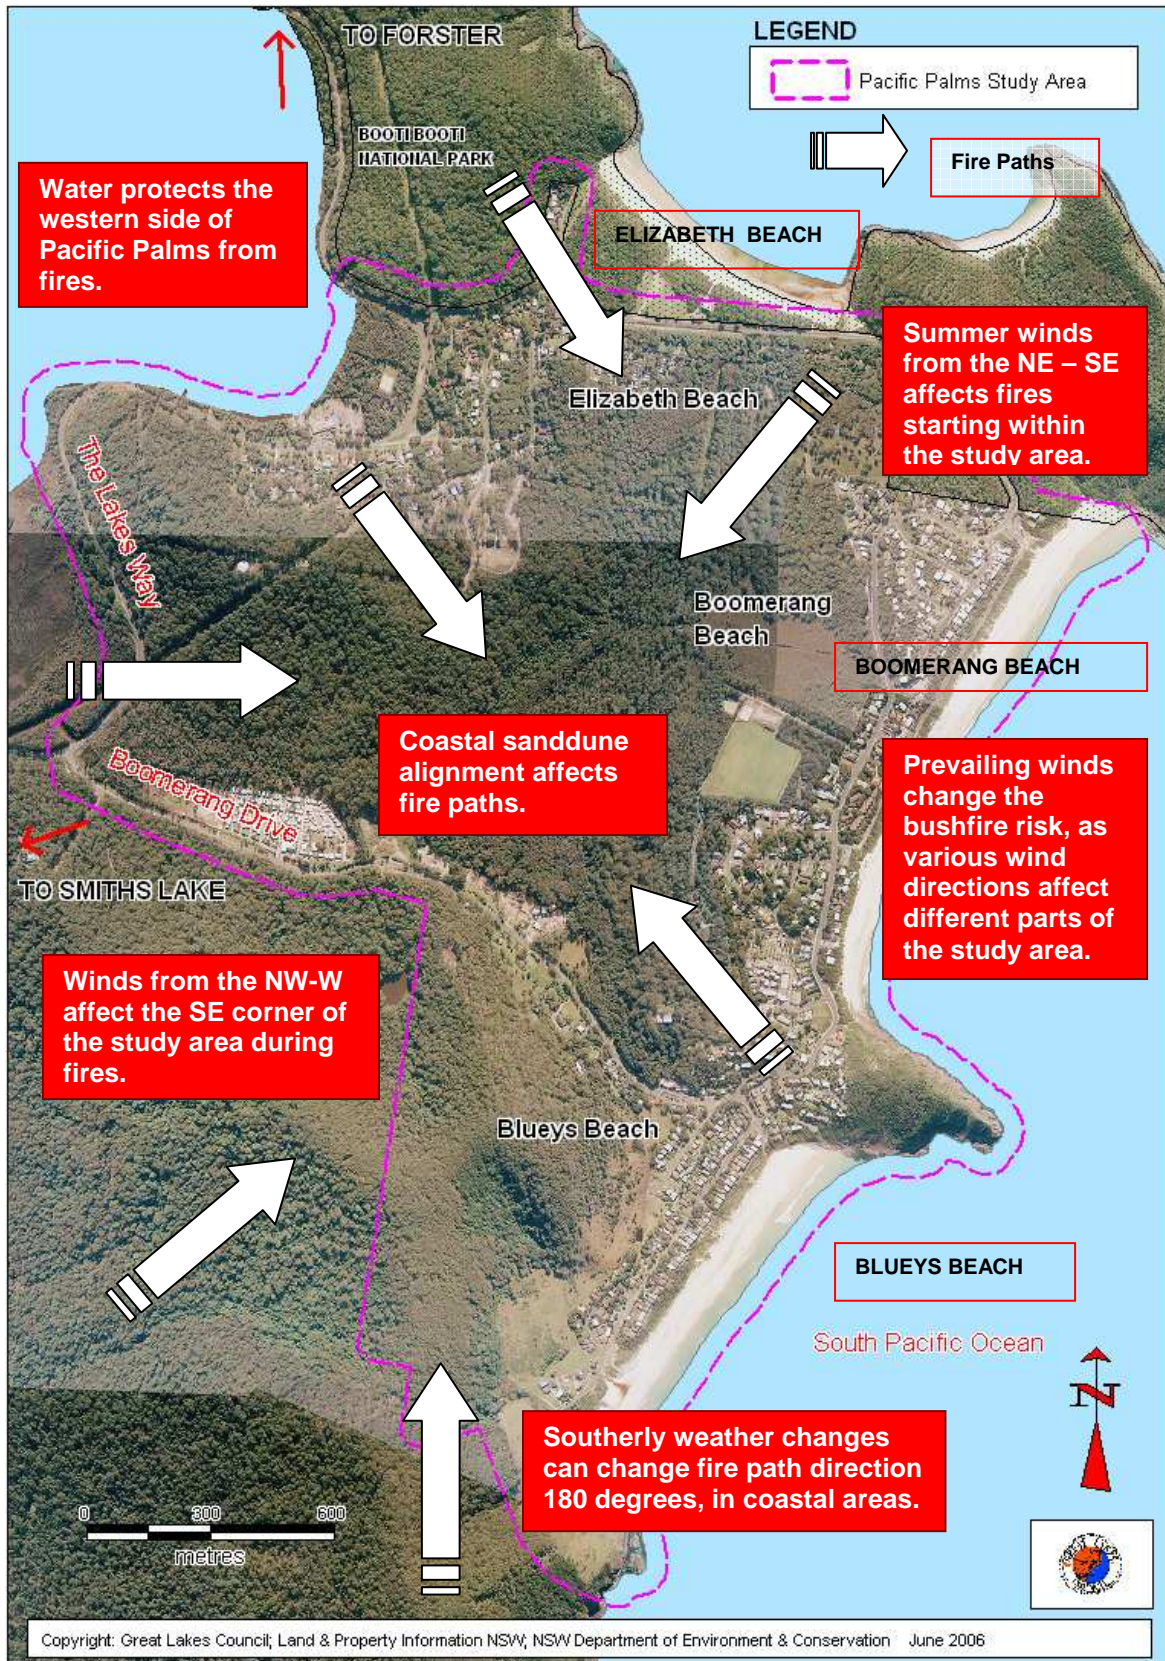 TO FORSTER
LEGEND
Pacific Palms Study Area
Fire Paths
BOOTI BOOTI
NATIONAL PARK
Water protects the
western side of
Pacific Palms from
fires.
ELIZABETH BEACH
Summer winds
from the NE – SE
affects fires
starting within
the study area.
Elizabeth Beach
The Lakes Way
Boomerang
Beach
BOOMERANG BEACH
Coastal sanddune
alignment affects
fire paths.
Prevailing winds
change the
bushfire risk, as
various wind
directions affect
different parts of
the study area.
Boomerang Drive
TO SMITHS LAKE
Winds from the NW-W
affect the SE corner of
the study area during
fires.
Blueys Beach
BLUEYS BEACH
South Pacific Ocean
N
Southerly weather changes
can change fire path direction
180 degrees, in coastal areas.
0 300 600
metres
Copyright: Great Lakes Council; Land & Property Information NSW; NSW Department of Environment & Conservation June 2006